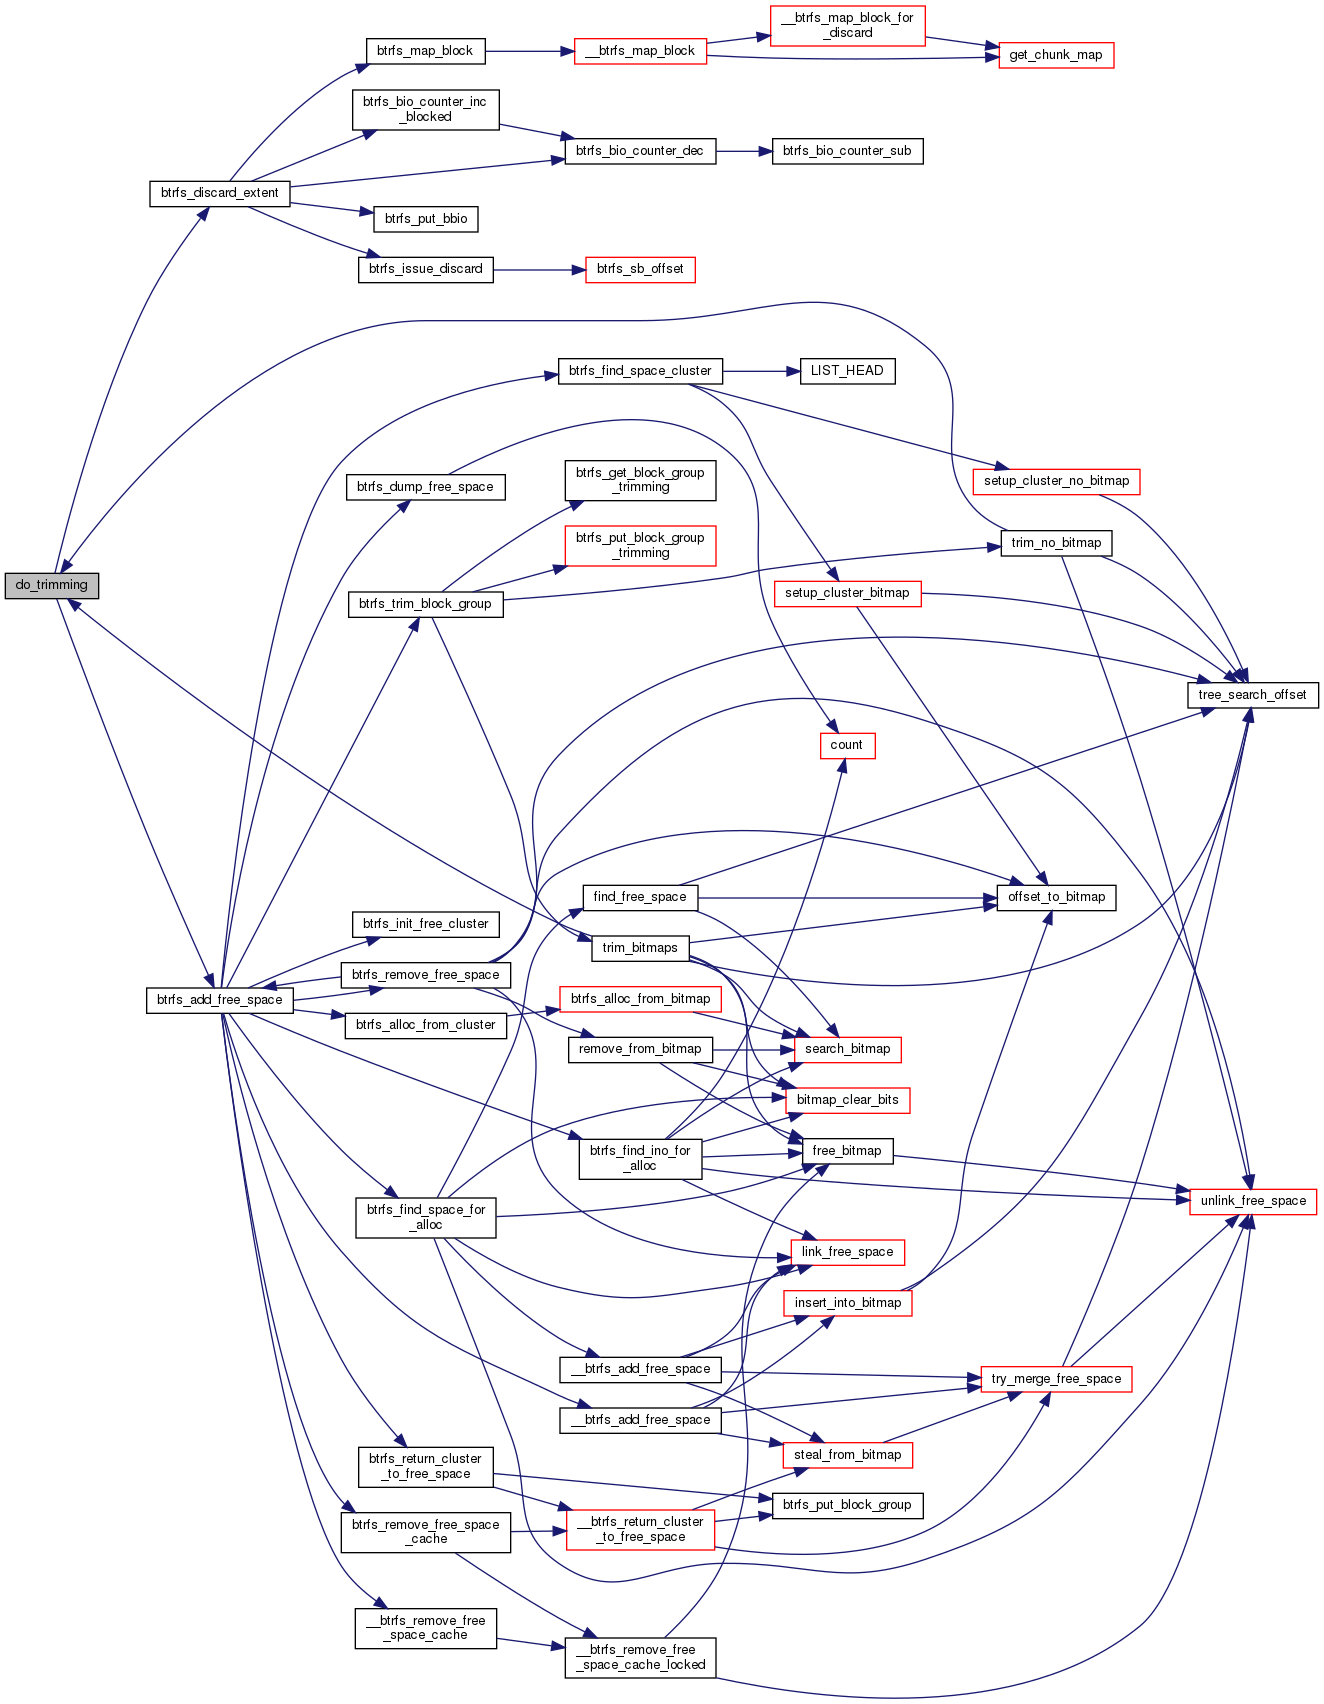 btrfs_map_block
__btrfs_map_block
__btrfs_map_block_for
_discard
get_chunk_map
btrfs_bio_counter_inc
_blocked
btrfs_bio_counter_dec
btrfs_bio_counter_sub
btrfs_discard_extent
btrfs_put_bbio
btrfs_issue_discard
btrfs_sb_offset
btrfs_find_space_cluster
LIST_HEAD
btrfs_dump_free_space
btrfs_get_block_group
_trimming
setup_cluster_no_bitmap
btrfs_put_block_group
_trimming
trim_no_bitmap
do_trimming
btrfs_trim_block_group
setup_cluster_bitmap
tree_search_offset
count
find_free_space
offset_to_bitmap
btrfs_init_free_cluster
trim_bitmaps
btrfs_remove_free_space
btrfs_add_free_space
btrfs_alloc_from_cluster
btrfs_alloc_from_bitmap
remove_from_bitmap
search_bitmap
bitmap_clear_bits
btrfs_find_ino_for
_alloc
free_bitmap
btrfs_find_space_for
_alloc
unlink_free_space
link_free_space
insert_into_bitmap
__btrfs_add_free_space
try_merge_free_space
__btrfs_add_free_space
steal_from_bitmap
btrfs_return_cluster
_to_free_space
btrfs_put_block_group
btrfs_remove_free_space
_cache
__btrfs_return_cluster
_to_free_space
__btrfs_remove_free
_space_cache
__btrfs_remove_free
_space_cache_locked